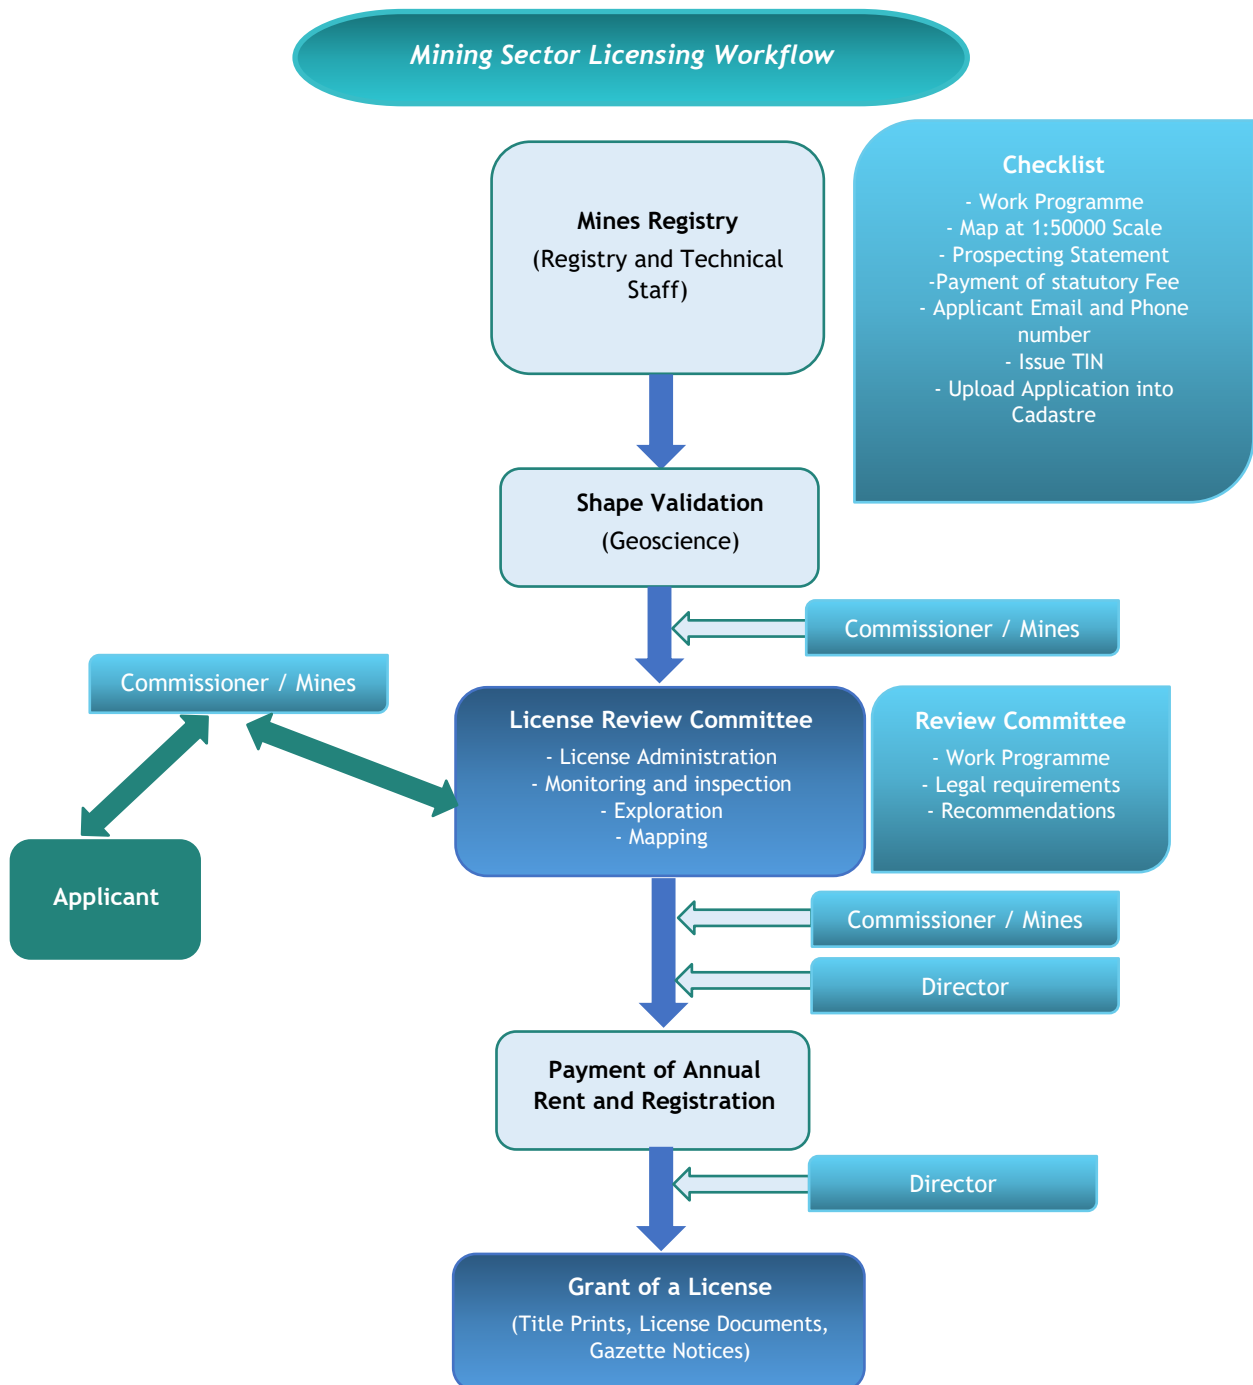 Mining Sector Licensing Workflow
Mines Registry
(Registry and Technical
Staff)
Checklist
- Work Programme
- Map at 1:50000 Scale
- Prospecting Statement
-Payment of statutory Fee
- Applicant Email and Phone
number
- Issue TIN
- Upload Application into
Cadastre
Shape Validation
(Geoscience)
Commissioner / Mines
Commissioner / Mines
License Review Committee
- License Administration
- Monitoring and inspection
- Exploration
- Mapping
Review Committee
- Work Programme
- Legal requirements
- Recommendations
Applicant
Commissioner / Mines
Director
Payment of Annual
Rent and Registration
Director
Grant of a License
(Title Prints, License Documents,
Gazette Notices)